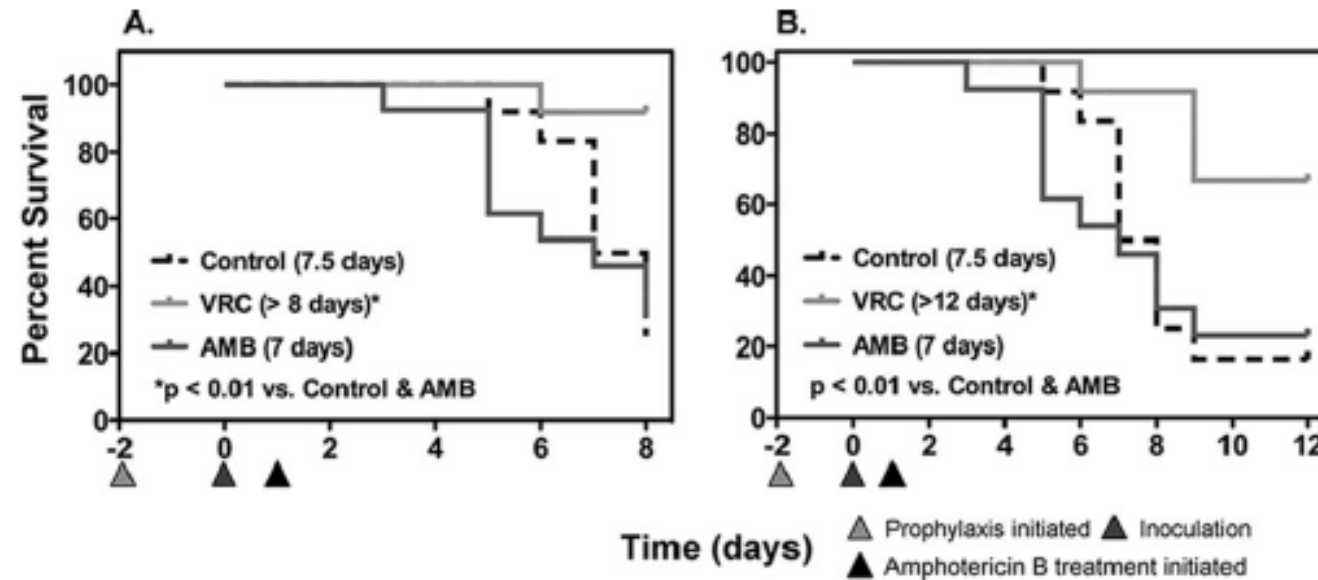 A.
Percent Survival
100
80
60
40
20
0
-2 0 2 4 6 8
Control (7.5 days)
VRC (> 8 days)*
AMB (7 days)
*p < 0.01 vs. Control & AMB
B.
100
80
60
40
20
0
-2 0 2 4 6 8 10 12
Control (7.5 days)
VRC (>12 days)*
AMB (7 days)
p < 0.01 vs. Control & AMB
Time (days)
Prophylaxis initiated Inoculation
Amphotericin B treatment initiated